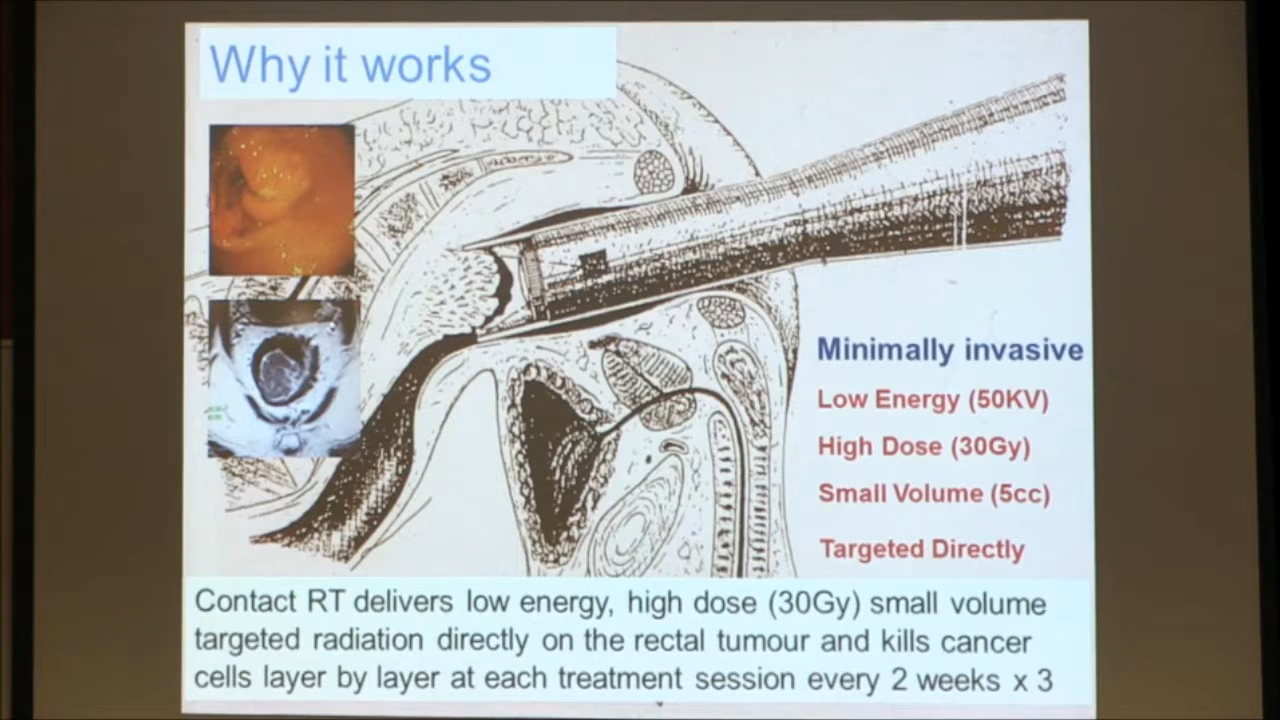 Why it works
Minimally invasive
Low Energy (50KV)
High Dose (30Gy)
Small Volume (5cc)
Targeted Directly
Contact RT delivers low energy, high dose (30Gy) small volume
targeted radiation directly on the rectal tumour and kills cancer
cells layer by layer at each treatment session every 2 weeks x 3